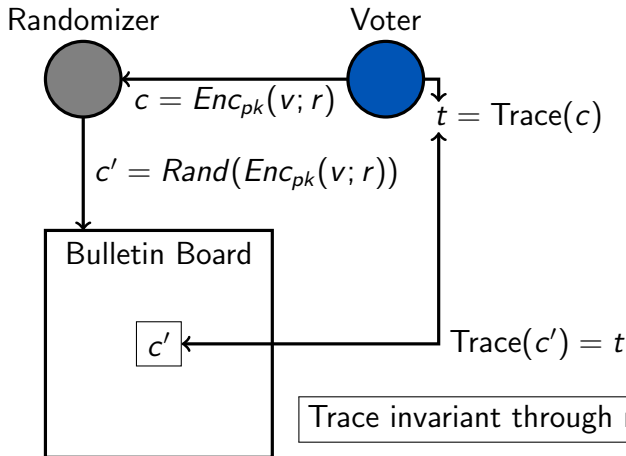 Randomizer
Voter
c = Enc_pk(v; r)
t = Trace(c)
c′ = Rand(Enc_pk(v; r))
Bulletin Board
c′
Trace(c′) = t
Trace invariant through